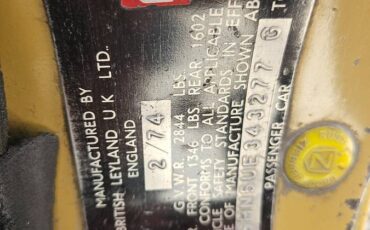 MANUFACTURED BY
BRITISH LEYLAND U K LTD.
ENGLAND
2/74
G V W R. 2844 LBS.
FRONT 1346 LBS. REAR 1602
CONFORMS TO ALL APPLICABLE
SAFETY STANDARDS IN EFF
OF MANUFACTURE SHOWN AB
UE343277 G
PASSENGER CAR